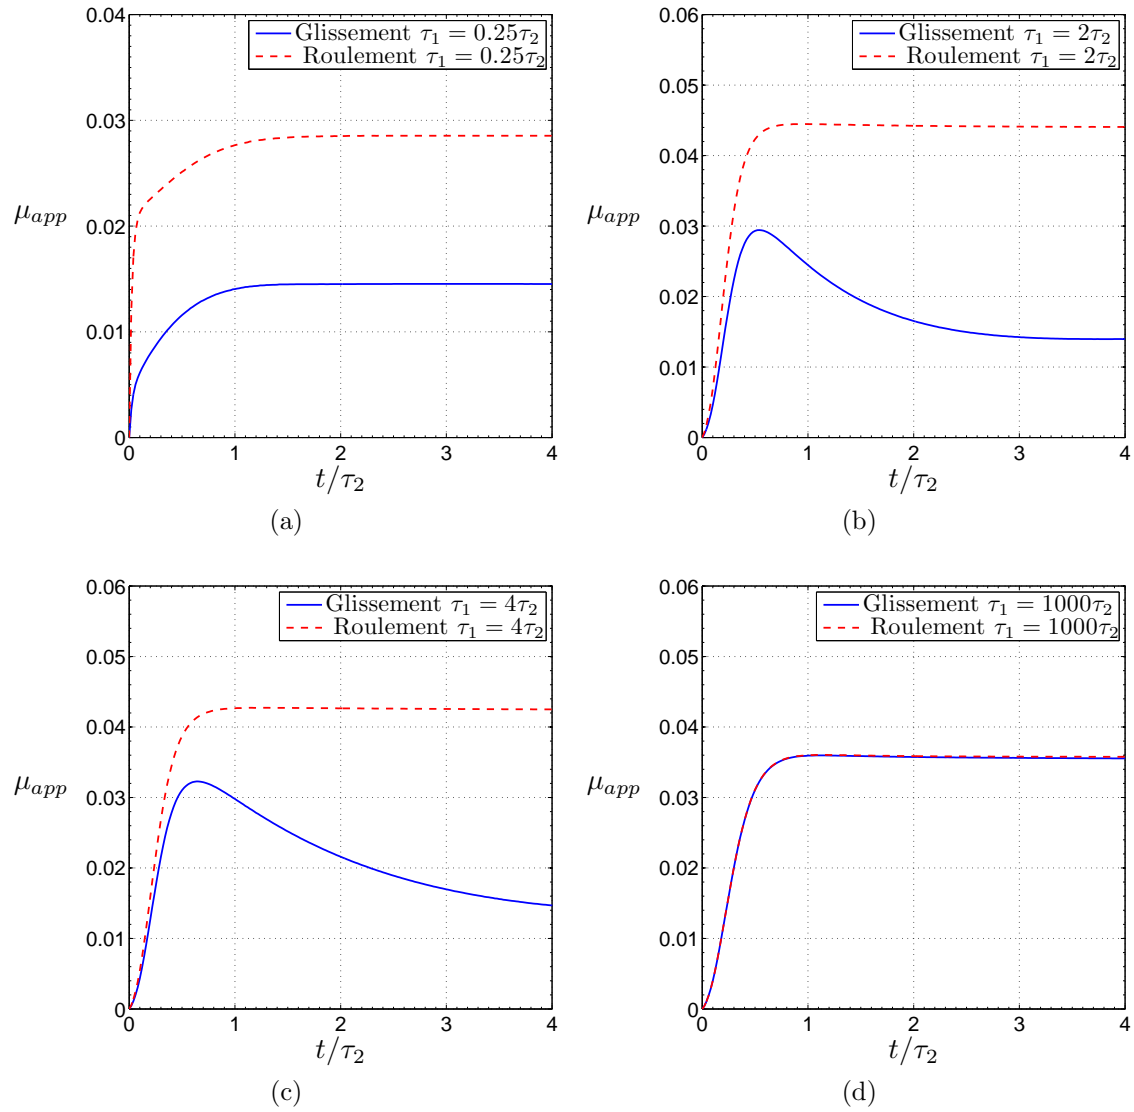 0.04
0.03
0.02
0.01
0
0 1 2 3 4
μ_app
t/τ₂
Glissement τ₁ = 0.25τ₂
Roulement τ₁ = 0.25τ₂
(a)
0.06
0.05
0.04
0.03
0.02
0.01
0
0 1 2 3 4
μ_app
t/τ₂
Glissement τ₁ = 2τ₂
Roulement τ₁ = 2τ₂
(b)
0.06
0.05
0.04
0.03
0.02
0.01
0
0 1 2 3 4
μ_app
t/τ₂
Glissement τ₁ = 4τ₂
Roulement τ₁ = 4τ₂
(c)
0.06
0.05
0.04
0.03
0.02
0.01
0
0 1 2 3 4
μ_app
t/τ₂
Glissement τ₁ = 1000τ₂
Roulement τ₁ = 1000τ₂
(d)